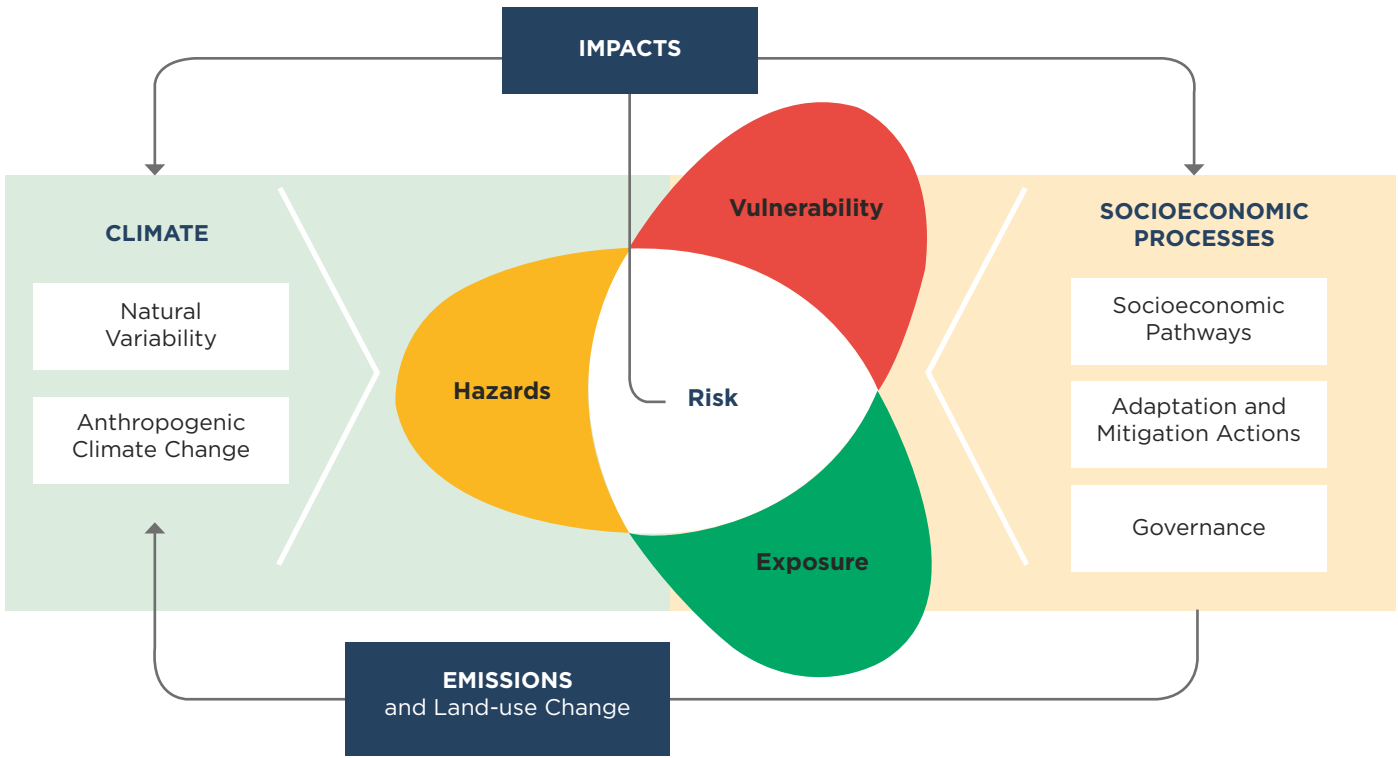 IMPACTS
CLIMATE
Natural
Variability
Anthropogenic
Climate Change
Vulnerability
Hazards
Risk
Exposure
SOCIOECONOMIC
PROCESSES
Socioeconomic
Pathways
Adaptation and
Mitigation Actions
Governance
EMISSIONS
and Land-use Change